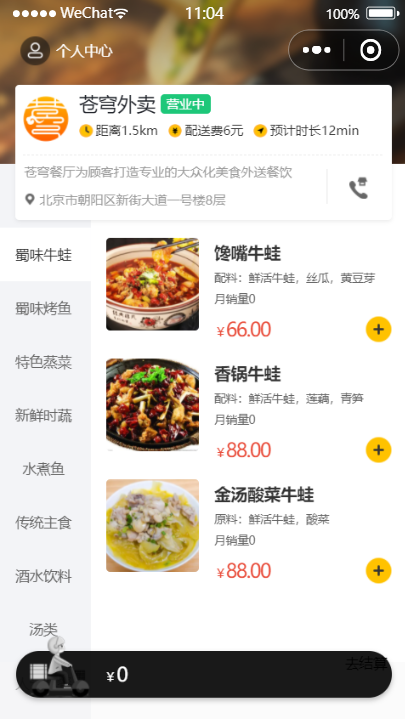 WeChat 11:04 100%
个人中心
苍穹外卖 营业中
距离1.5km 配送费6元 预计时长12min
苍穹餐厅为顾客打造专业的大众化美食外送餐饮
北京市朝阳区新街大道一号楼8层
蜀味牛蛙
蜀味烤鱼
特色蒸菜
新鲜时蔬
水煮鱼
传统主食
酒水饮料
汤类
馋嘴牛蛙
配料：鲜活牛蛙，丝瓜，黄豆芽
月销量0
￥66.00
香锅牛蛙
配料：鲜活牛蛙，莲藕，青笋
月销量0
￥88.00
金汤酸菜牛蛙
原料：鲜活牛蛙，酸菜
月销量0
￥88.00
￥0
去结算